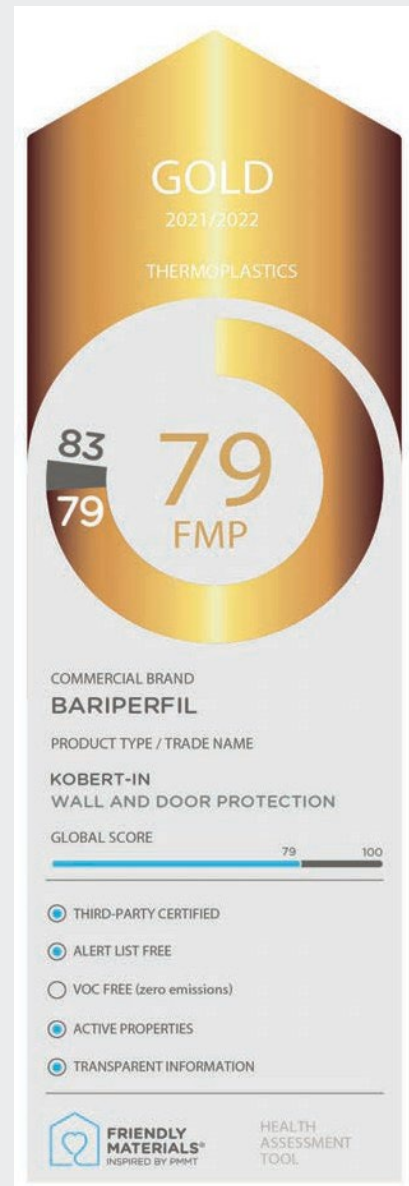 GOLD
2021/2022
THERMOPLASTICS
83
79
79
FMP
COMMERCIAL BRAND
BARIPERFIL
PRODUCT TYPE / TRADE NAME
KOBERT-IN
WALL AND DOOR PROTECTION
GLOBAL SCORE
79 100
THIRD-PARTY CERTIFIED
ALERT LIST FREE
VOC FREE (zero emissions)
ACTIVE PROPERTIES
TRANSPARENT INFORMATION
FRIENDLY
MATERIALS®
INSPIRED BY PMMT
HEALTH
ASSESSMENT
TOOL